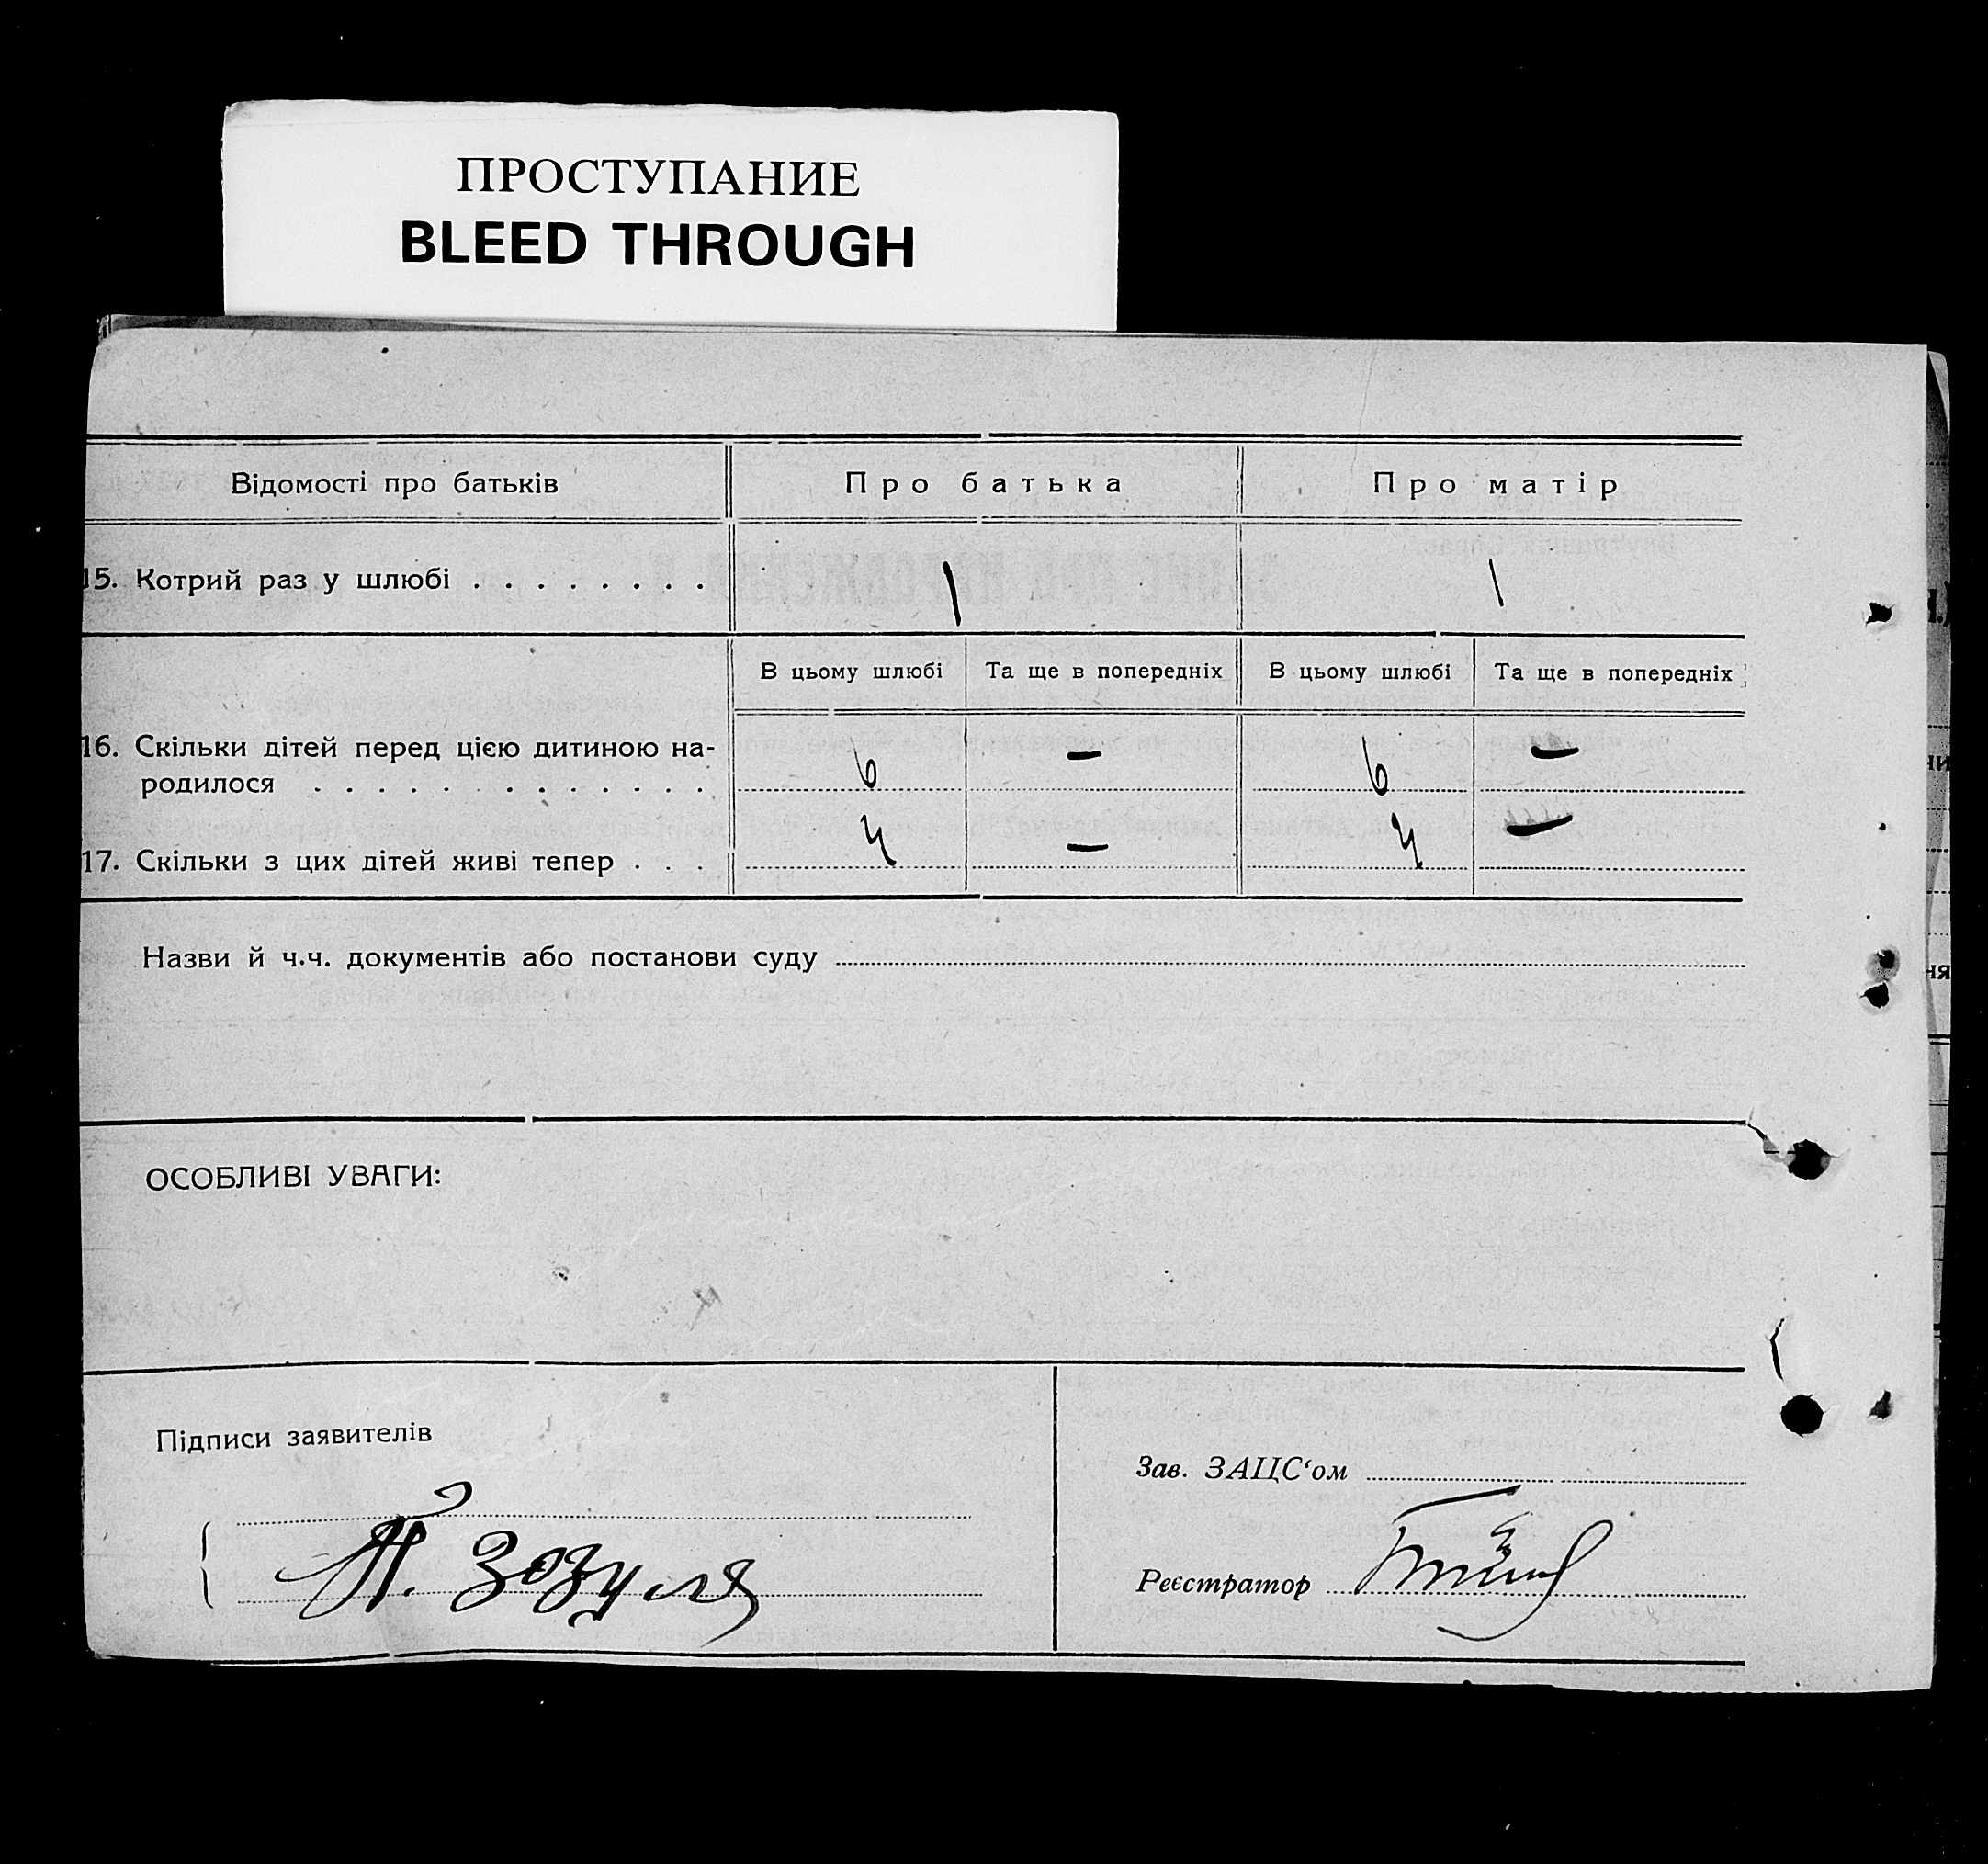 ПРОСТУПАНИЕ
BLEED THROUGH
Відомості про батьків Про батька Про матір
15. Котрий раз у шлюбі . . . . . . . . 1 1
В цьому шлюбі Та ще в попередніх В цьому шлюбі Та ще в попередніх
16. Скільки дітей перед цією дитиною на-
родилося . . . . . . . . . . . . . 6 — 6 —
17. Скільки з цих дітей живі тепер . . . 4 — 4 —
Назви й ч.ч. документів або постанови суду
ОСОБЛИВІ УВАГИ:
Підписи заявителів
П. Зозуля
Зав. ЗАЦС‘ом
Реєстратор